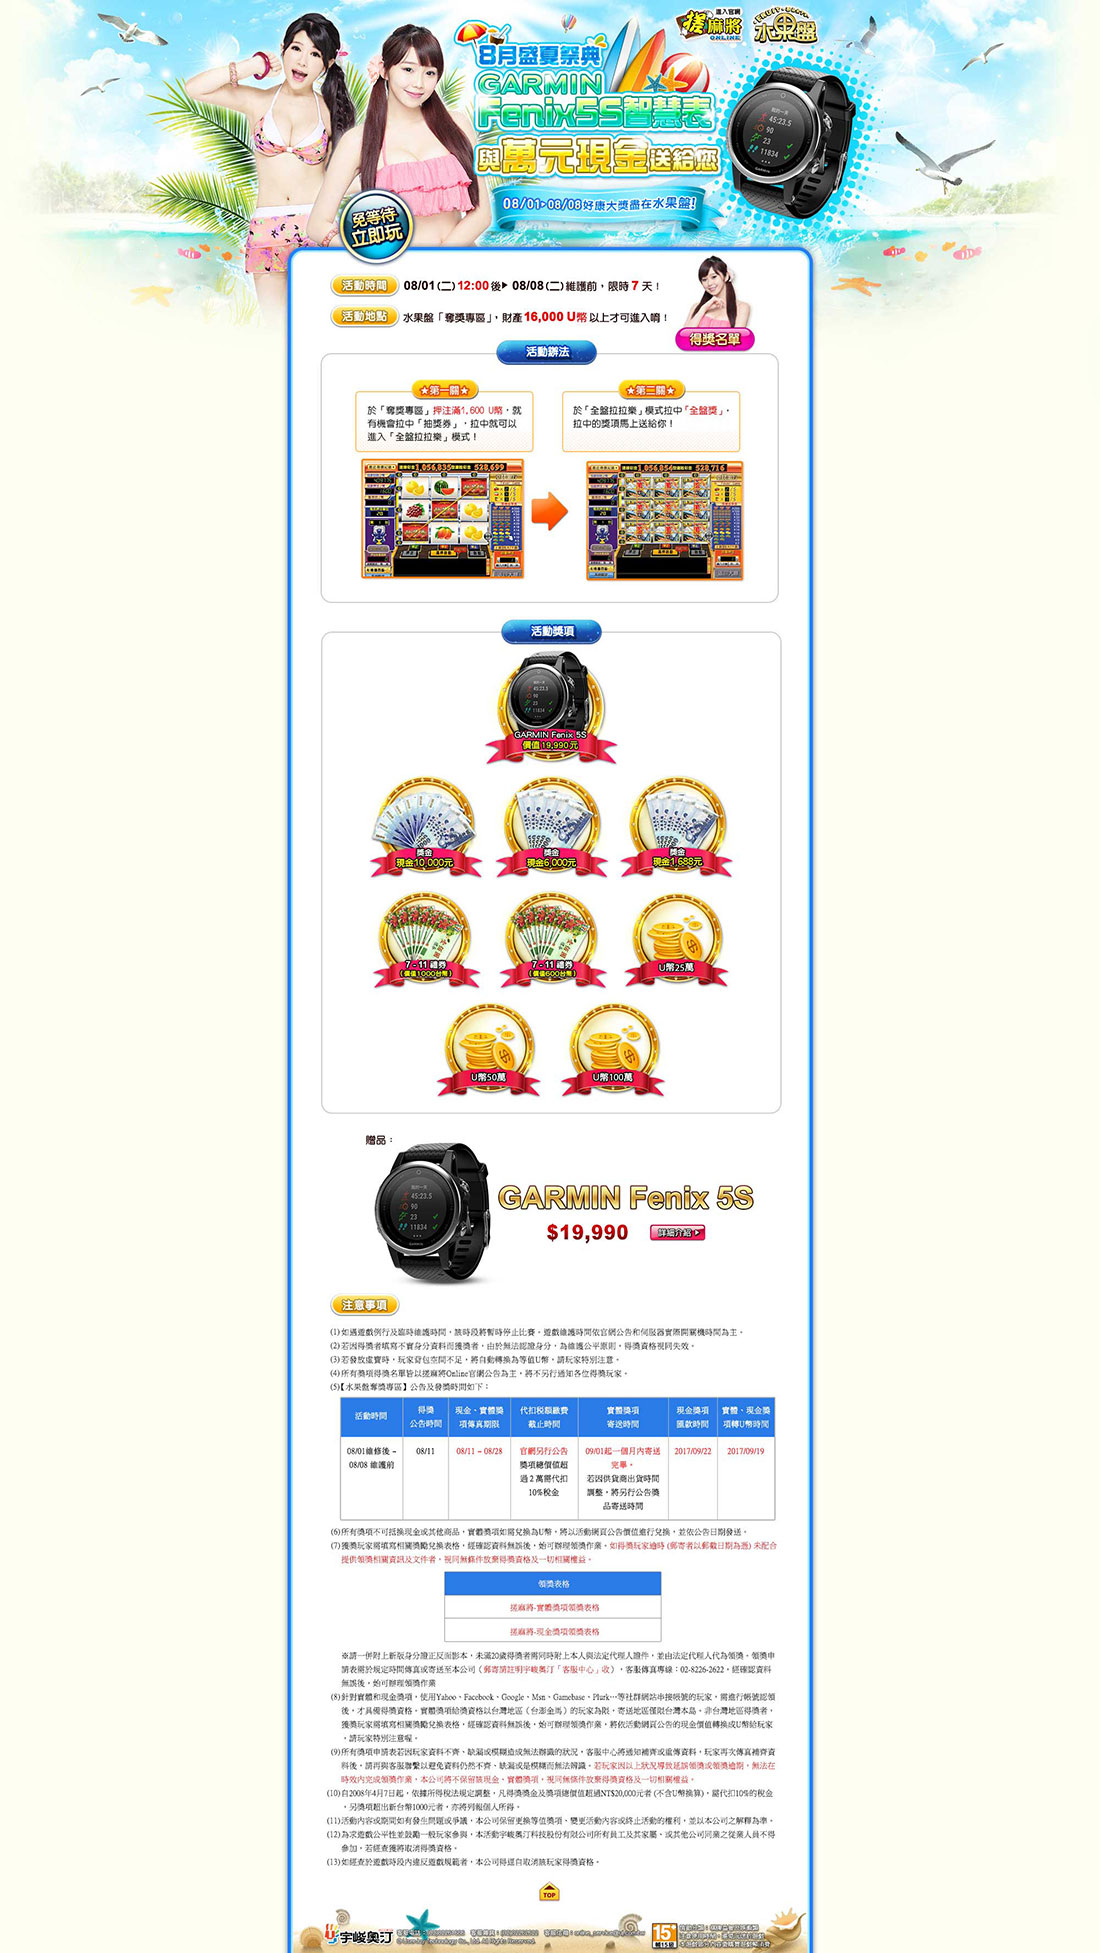 進入官網
搓麻將
ONLINE
水果盤
8月盛夏祭典
GARMIN
Fenix5S智慧表
與萬元現金送給您
08/01▸08/08好康大獎盡在水果盤!
免等待
立即玩
活動時間 08/01(二)12:00後▸ 08/08(二)維護前，限時 7 天！
活動地點 水果盤「奪獎專區」，財產16,000 U幣 以上才可進入唷！
得獎名單
活動辦法
★第一關★
於「奪獎專區」押注滿1,600 U幣，就
有機會拉中「抽獎券」，拉中就可以
進入「全盤拉拉樂」模式！
★第二關★
於「全盤拉拉樂」模式拉中「全盤獎」，
拉中的獎項馬上送給你！
1,056,835 528,699
1,056,854 528,716
活動獎項
GARMIN Fenix 5S
價值19,990元
獎金
現金10,000元
獎金
現金6,000元
獎金
現金1,688元
7-11 禮券
(價值1000台幣)
7-11 禮券
(價值600台幣)
U幣25萬
U幣50萬
U幣100萬
贈品：
45:23.5
90
23
11834
GARMIN Fenix 5S
$19,990 詳細介紹
注意事項
(1)如遇遊戲例行及臨時維護時間，該時段將暫時停止比賽。遊戲維護時間依官網公告和伺服器實際開關機時間為主。
(2)若因得獎者填寫不實身分資料而獲獎者，由於無法認證身分，為維護公平原則，得獎資格視同失效。
(3)若發放虛寶時，玩家背包空間不足，將自動轉換為等值U幣，請玩家特別注意。
(4)所有獎項得獎名單皆以搓麻將Online官網公告為主，將不另行通知各位得獎玩家。
(5)【水果盤奪獎專區】公告及發獎時間如下：
活動時間
得獎
公告時間
現金、實體獎
項傳真期限
代扣稅額繳費
截止時間
實體獎項
寄送時間
現金獎項
匯款時間
實體、現金獎
項轉U幣時間
08/01維修後 ~
08/08 維護前
08/11
08/11 ~ 08/28
官網另行公告
獎項總價值超
過 2 萬需代扣
10%稅金
09/01起一個月內寄送
完畢。
若因供貨商出貨時間
調整，將另行公告獎
品寄送時間
2017/09/22
2017/09/19
(6)所有獎項不可抵換現金或其他商品，實體獎項如需兌換為U幣，將以活動網頁公告價值進行兌換，並依公告日期發送。
(7)獲獎玩家需填寫相關獎勵兌換表格，經確認資料無誤後，始可辦理領獎作業。如得獎玩家逾時 (郵寄者以郵戳日期為憑) 未配合
提供領獎相關資訊及文件者，視同無條件放棄得獎資格及一切相關權益。
領獎表格
搓麻將-實體獎項領獎表格
搓麻將-現金獎項領獎表格
※請一併附上新版身分證正反面影本，未滿20歲得獎者需同時附上本人與法定代理人證件，並由法定代理人代為領獎。領獎申
請表需於規定時間傳真或寄送至本公司（郵寄請註明宇峻奧汀「客服中心」收），客服傳真專線：02-8226-2622，經確認資料
無誤後，始可辦理領獎作業
(8)針對實體和現金獎項，使用Yahoo、Facebook、Google、Msn、Gamebase、Plurk…等社群網站串接帳號的玩家，需進行帳號認領
後，才具備得獎資格。實體獎項給獎資格以台灣地區（台澎金馬）的玩家為限，寄送地區僅限台灣本島。非台灣地區得獎者，
獲獎玩家需填寫相關獎勵兌換表格，經確認資料無誤後，始可辦理領獎作業，將依活動網頁公告的現金價值轉換成U幣給玩家
，請玩家特別注意喔。
(9)所有獎項申請表若因玩家資料不齊、缺漏或模糊造成無法辦識的狀況，客服中心將通知補齊或重傳資料，玩家再次傳真補齊資
料後，請再與客服聯繫以避免資料仍然不齊、缺漏或是模糊而無法辨識。若玩家因以上狀況導致延誤領獎或領獎逾期，無法在
時效內完成領獎作業，本公司將不保留該現金、實體獎項，視同無條件放棄得獎資格及一切相關權益。
(10)自2008年4月7日起，依據所得稅法規定調整，凡得獎獎金及獎項總價值超過NT$20,000元者 (不含U幣換算)，需代扣10%的稅金
，另獎項超出新台幣1000元者，亦將列報個人所得。
(11)活動內容或期間如有發生問題或爭議，本公司保留更換等值獎項、變更活動內容或終止活動的權利，並以本公司之解釋為準。
(12)為求遊戲公平性並鼓勵一般玩家參與，本活動宇峻奧汀科技股份有限公司所有員工及其家屬，或其他公司同業之從業人員不得
參加，若經查獲將取消得獎資格。
(13)如經查於遊戲時段內違反遊戲規範者，本公司得逕自取消該玩家得獎資格。
TOP
宇峻奧汀
15+